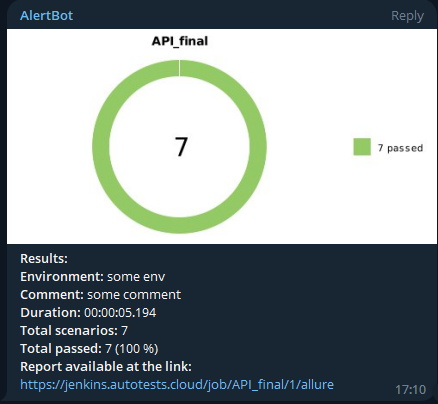 AlertBot
Reply
API_final
7
7 passed
Results:
Environment: some env
Comment: some comment
Duration: 00:00:05.194
Total scenarios: 7
Total passed: 7 (100 %)
Report available at the link:
https://jenkins.autotests.cloud/job/API_final/1/allure
17:10